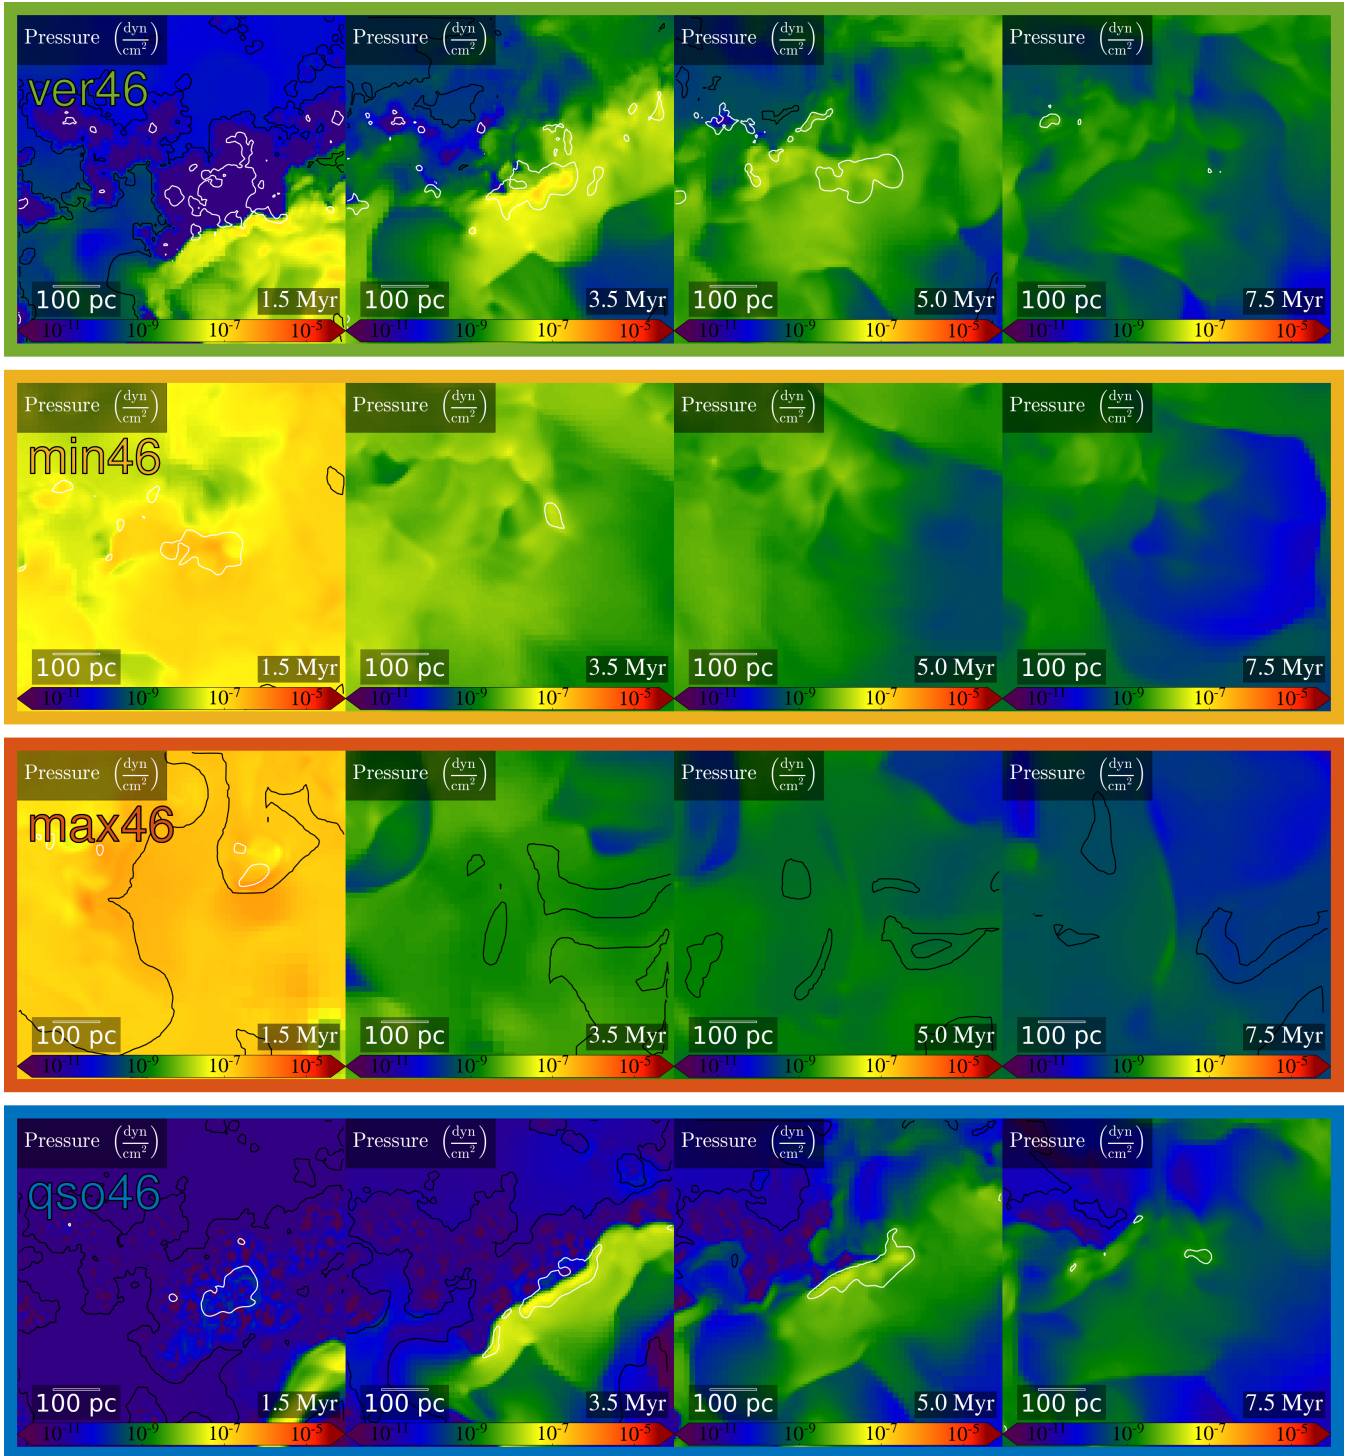 Pressure (dyn/cm²) Pressure (dyn/cm²) Pressure (dyn/cm²) Pressure (dyn/cm²)
ver46
100 pc 1.5 Myr 100 pc 3.5 Myr 100 pc 5.0 Myr 100 pc 7.5 Myr
10⁻¹¹ 10⁻⁹ 10⁻⁷ 10⁻⁵ 10⁻⁹ 10⁻⁷ 10⁻⁵ 10⁻¹¹ 10⁻⁹ 10⁻⁷ 10⁻⁵ 10⁻¹¹ 10⁻⁹ 10⁻⁷ 10⁻⁵
Pressure (dyn/cm²) Pressure (dyn/cm²) Pressure (dyn/cm²) Pressure (dyn/cm²)
min46
100 pc 1.5 Myr 100 pc 3.5 Myr 100 pc 5.0 Myr 100 pc 7.5 Myr
10⁻¹¹ 10⁻⁹ 10⁻⁷ 10⁻⁵ 10⁻¹¹ 10⁻⁹ 10⁻⁷ 10⁻⁵ 10⁻¹¹ 10⁻⁹ 10⁻⁷ 10⁻⁵ 10⁻¹¹ 10⁻⁹ 10⁻⁷ 10⁻⁵
Pressure (dyn/cm²) Pressure (dyn/cm²) Pressure (dyn/cm²) Pressure (dyn/cm²)
max46
100 pc 1.5 Myr 100 pc 3.5 Myr 100 pc 5.0 Myr 100 pc 7.5 Myr
10⁻¹¹ 10⁻⁹ 10⁻⁷ 10⁻⁵ 10⁻¹¹ 10⁻⁹ 10⁻⁷ 10⁻⁵ 10⁻¹¹ 10⁻⁹ 10⁻⁷ 10⁻⁵ 10⁻¹¹ 10⁻⁹ 10⁻⁷ 10⁻⁵
Pressure (dyn/cm²) Pressure (dyn/cm²) Pressure (dyn/cm²) Pressure (dyn/cm²)
qso46
100 pc 1.5 Myr 100 pc 3.5 Myr 100 pc 5.0 Myr 100 pc 7.5 Myr
10⁻¹¹ 10⁻⁹ 10⁻⁷ 10⁻⁵ 10⁻¹¹ 10⁻⁹ 10⁻⁷ 10⁻⁵ 10⁻¹¹ 10⁻⁹ 10⁻⁷ 10⁻⁵ 10⁻¹¹ 10⁻⁹ 10⁻⁷ 10⁻⁵